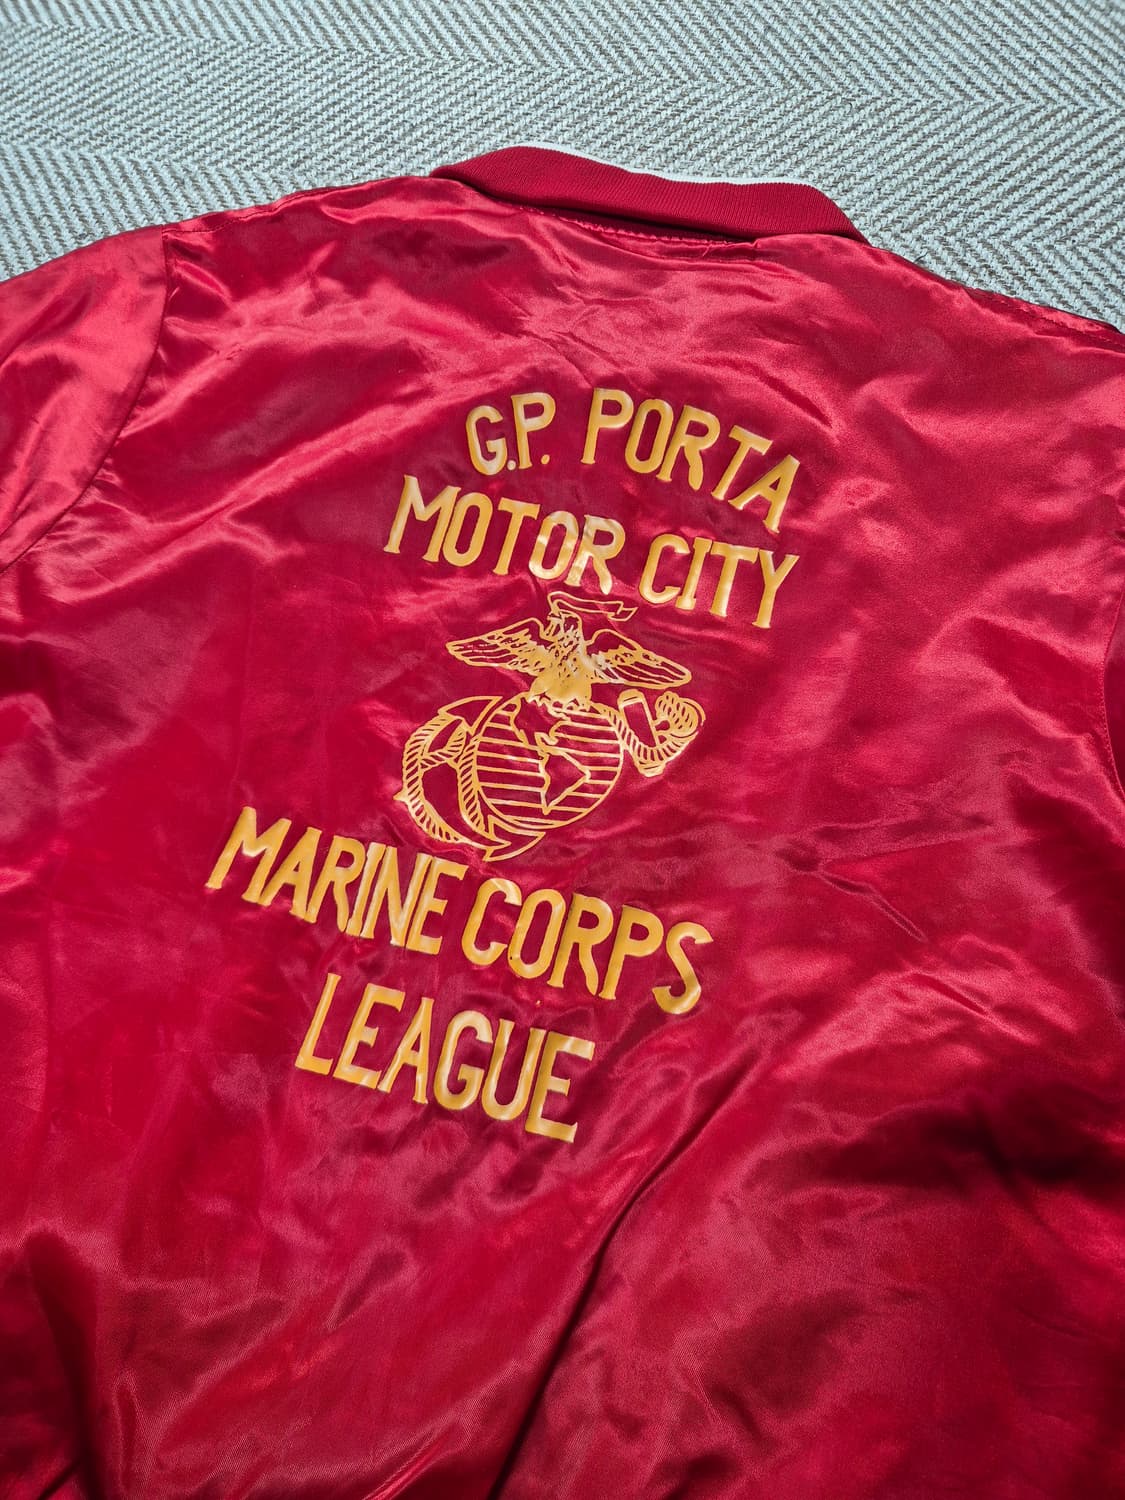 G.P. PORTA
MOTOR CITY
MARINE CORPS
LEAGUE